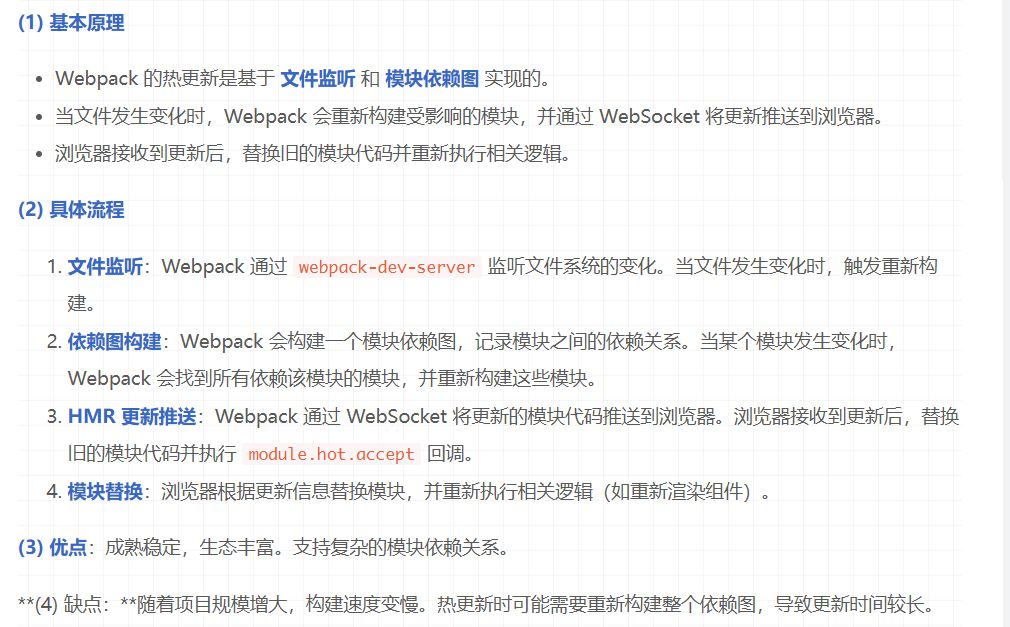 (1) 基本原理
• Webpack 的热更新是基于 文件监听 和 模块依赖图 实现的。
• 当文件发生变化时，Webpack 会重新构建受影响的模块，并通过 WebSocket 将更新推送到浏览器。
• 浏览器接收到更新后，替换旧的模块代码并重新执行相关逻辑。
(2) 具体流程
1. 文件监听：Webpack 通过 webpack-dev-server 监听文件系统的变化。当文件发生变化时，触发重新构
建。
2. 依赖图构建：Webpack 会构建一个模块依赖图，记录模块之间的依赖关系。当某个模块发生变化时，
Webpack 会找到所有依赖该模块的模块，并重新构建这些模块。
3. HMR 更新推送：Webpack 通过 WebSocket 将更新的模块代码推送到浏览器。浏览器接收到更新后，替换
旧的模块代码并执行 module.hot.accept 回调。
4. 模块替换：浏览器根据更新信息替换模块，并重新执行相关逻辑（如重新渲染组件）。
(3) 优点：成熟稳定，生态丰富。支持复杂的模块依赖关系。
**(4) 缺点：**随着项目规模增大，构建速度变慢。热更新时可能需要重新构建整个依赖图，导致更新时间较长。